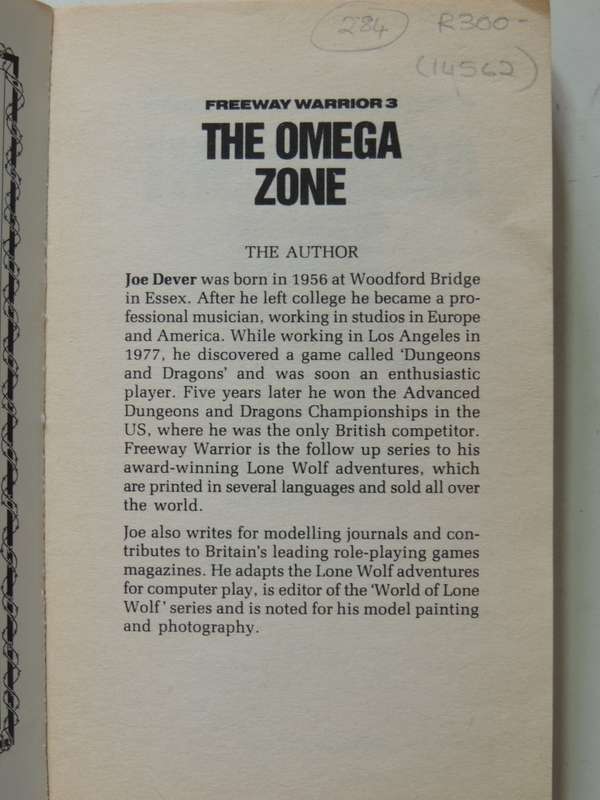 284 R300-
(14562)
FREEWAY WARRIOR 3
THE OMEGA
ZONE
THE AUTHOR
Joe Dever was born in 1956 at Woodford Bridge
in Essex. After he left college he became a pro-
fessional musician, working in studios in Europe
and America. While working in Los Angeles in
1977, he discovered a game called 'Dungeons
and Dragons' and was soon an enthusiastic
player. Five years later he won the Advanced
Dungeons and Dragons Championships in the
US, where he was the only British competitor.
Freeway Warrior is the follow up series to his
award-winning Lone Wolf adventures, which
are printed in several languages and sold all over
the world.
Joe also writes for modelling journals and con-
tributes to Britain's leading role-playing games
magazines. He adapts the Lone Wolf adventures
for computer play, is editor of the 'World of Lone
Wolf' series and is noted for his model painting
and photography.